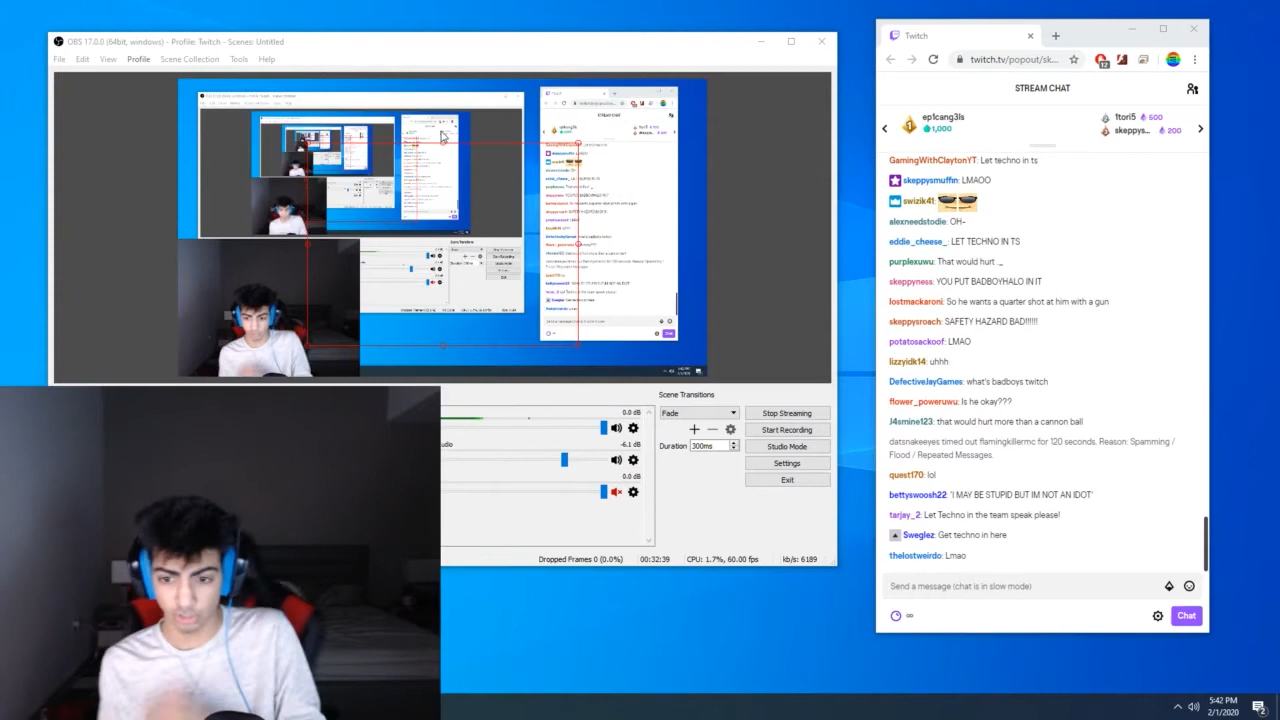 OBS 17.0.0 (64bit, windows) - Profile: Twitch - Scenes: Untitled
File Edit View Profile Scene Collection Tools Help
0.0 dB
-6.1 dB
0.0 dB
Scene Transitions
Fade
Duration 300ms
Stop Streaming
Start Recording
Studio Mode
Settings
Exit
Dropped Frames 0 (0.0%) 00:32:39 CPU: 1.7%, 60.00 fps kb/s: 6189
Twitch
twitch.tv/popout/sk...
12
STREAM CHAT
ep1cang3ls
1,000
1tori5 500
skeppys... 200
GamingWithClaytonYT: Let techno in ts
skeppysmuffin: LMAOO
swizik41:
alexneedstodie: OH-
eddie_cheese_: LET TECHNO IN TS
purplexuwu: That would hurt ._.
skeppyness: YOU PUT BADBOYHALO IN IT
lostmackaroni: So he wants a quarter shot at him with a gun
skeppysroach: SAFETY HAZARD BAD!!!!!!
potatosackoof: LMAO
lizzyidk14: uhhh
DefectiveJayGames: what's badboys twitch
flower_poweruwu: Is he okay???
J4smine123: that would hurt more than a cannon ball
datsnakeeyes timed out flamingkillermc for 120 seconds. Reason: Spamming /
Flood / Repeated Messages.
quest170: lol
bettyswoosh22: 'I MAY BE STUPID BUT IM NOT AN IDOT'
tarjay_2: Let Techno in the team speak please!
Sweglez: Get techno in here
thelostweirdo: Lmao
Send a message (chat is in slow mode)
Chat
5:42 PM
2/1/2020
2